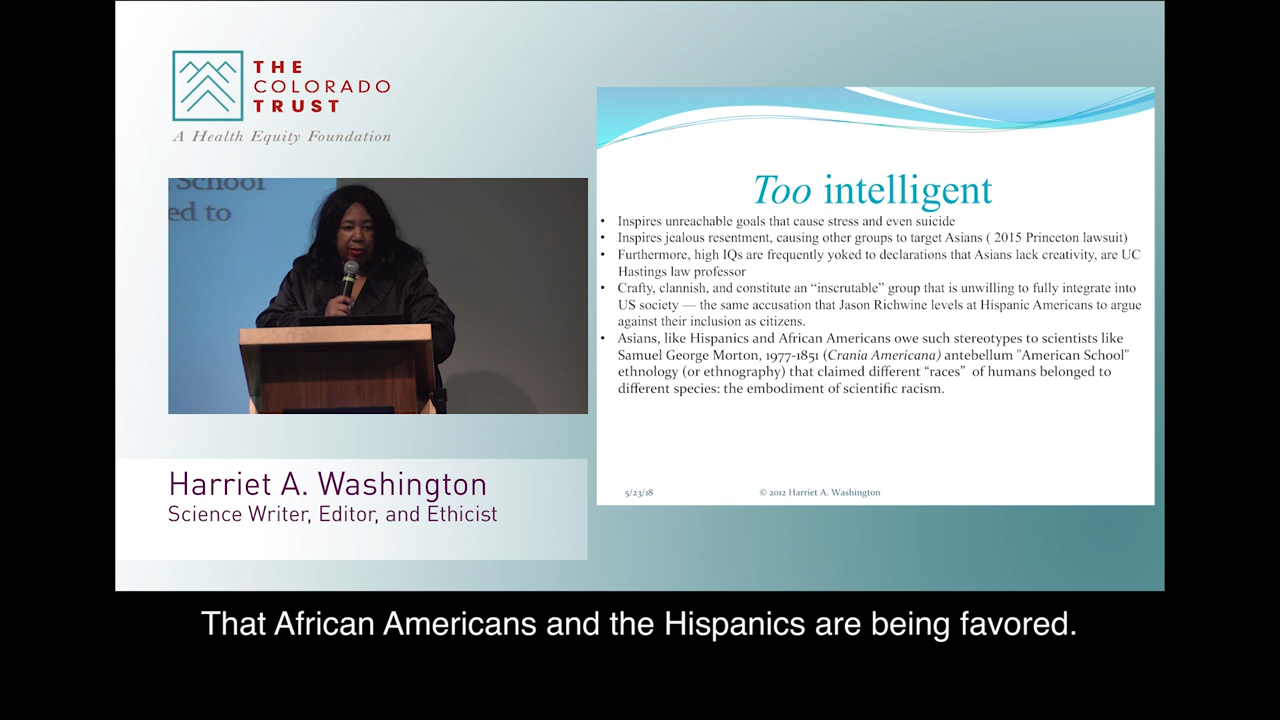 THE
COLORADO
TRUST
A Health Equity Foundation
School
ed to
Harriet A. Washington
Science Writer, Editor, and Ethicist
Too intelligent
• Inspires unreachable goals that cause stress and even suicide
• Inspires jealous resentment, causing other groups to target Asians ( 2015 Princeton lawsuit)
• Furthermore, high IQs are frequently yoked to declarations that Asians lack creativity, are UC
Hastings law professor
• Crafty, clannish, and constitute an “inscrutable” group that is unwilling to fully integrate into
US society — the same accusation that Jason Richwine levels at Hispanic Americans to argue
against their inclusion as citizens.
• Asians, like Hispanics and African Americans owe such stereotypes to scientists like
Samuel George Morton, 1977-1851 (Crania Americana) antebellum "American School"
ethnology (or ethnography) that claimed different “races” of humans belonged to
different species: the embodiment of scientific racism.
5/23/18 © 2012 Harriet A. Washington
That African Americans and the Hispanics are being favored.